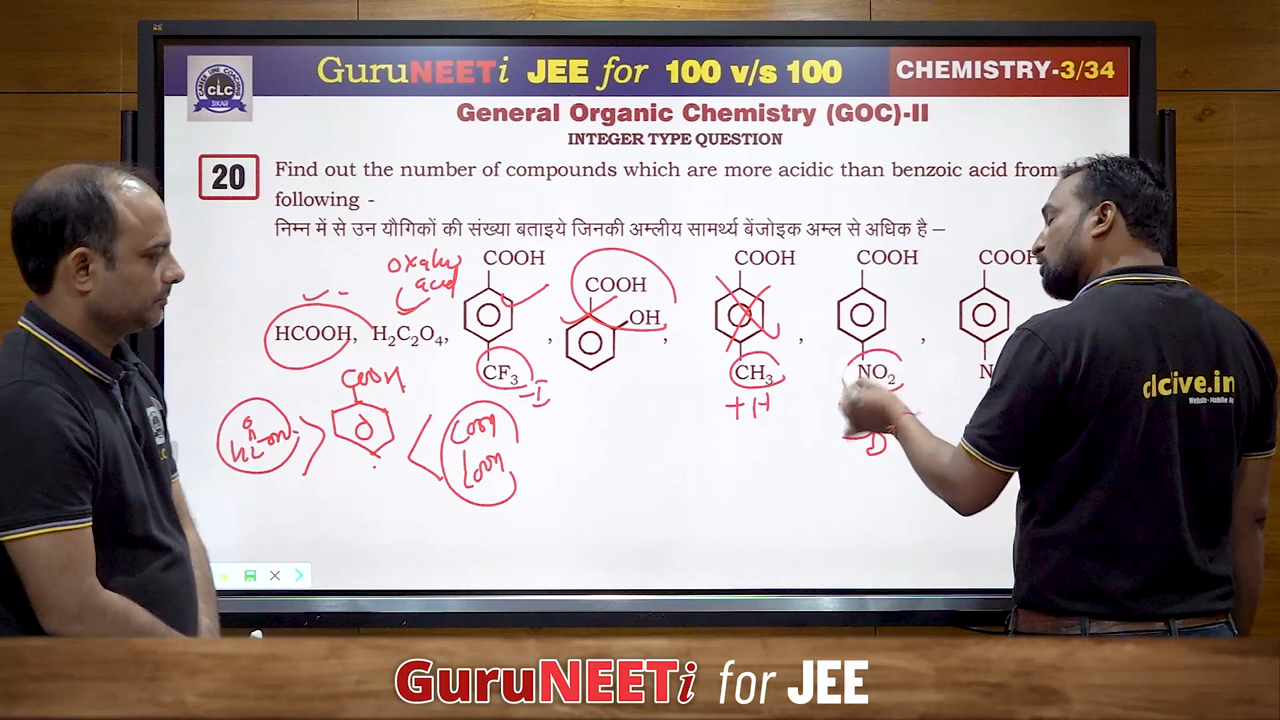 GuruNEETi JEE for 100 v/s 100
CHEMISTRY-3/34
CLC
SIKAR
General Organic Chemistry (GOC)-II
INTEGER TYPE QUESTION
20
Find out the number of compounds which are more acidic than benzoic acid from
following -
निम्न में से उन यौगिकों की संख्या बताइये जिनकी अम्लीय सामर्थ्य बेंजोइक अम्ल से अधिक है –
oxalic
acid
COOH
COOH
COOH
COOH
COOH
OH
HCOOH, H₂C₂O₄,
,
,
,
,
CF₃
CH₃
NO₂
N
-I
+H
COOH
COOH
COOH
clcive.in
GuruNEETi for JEE